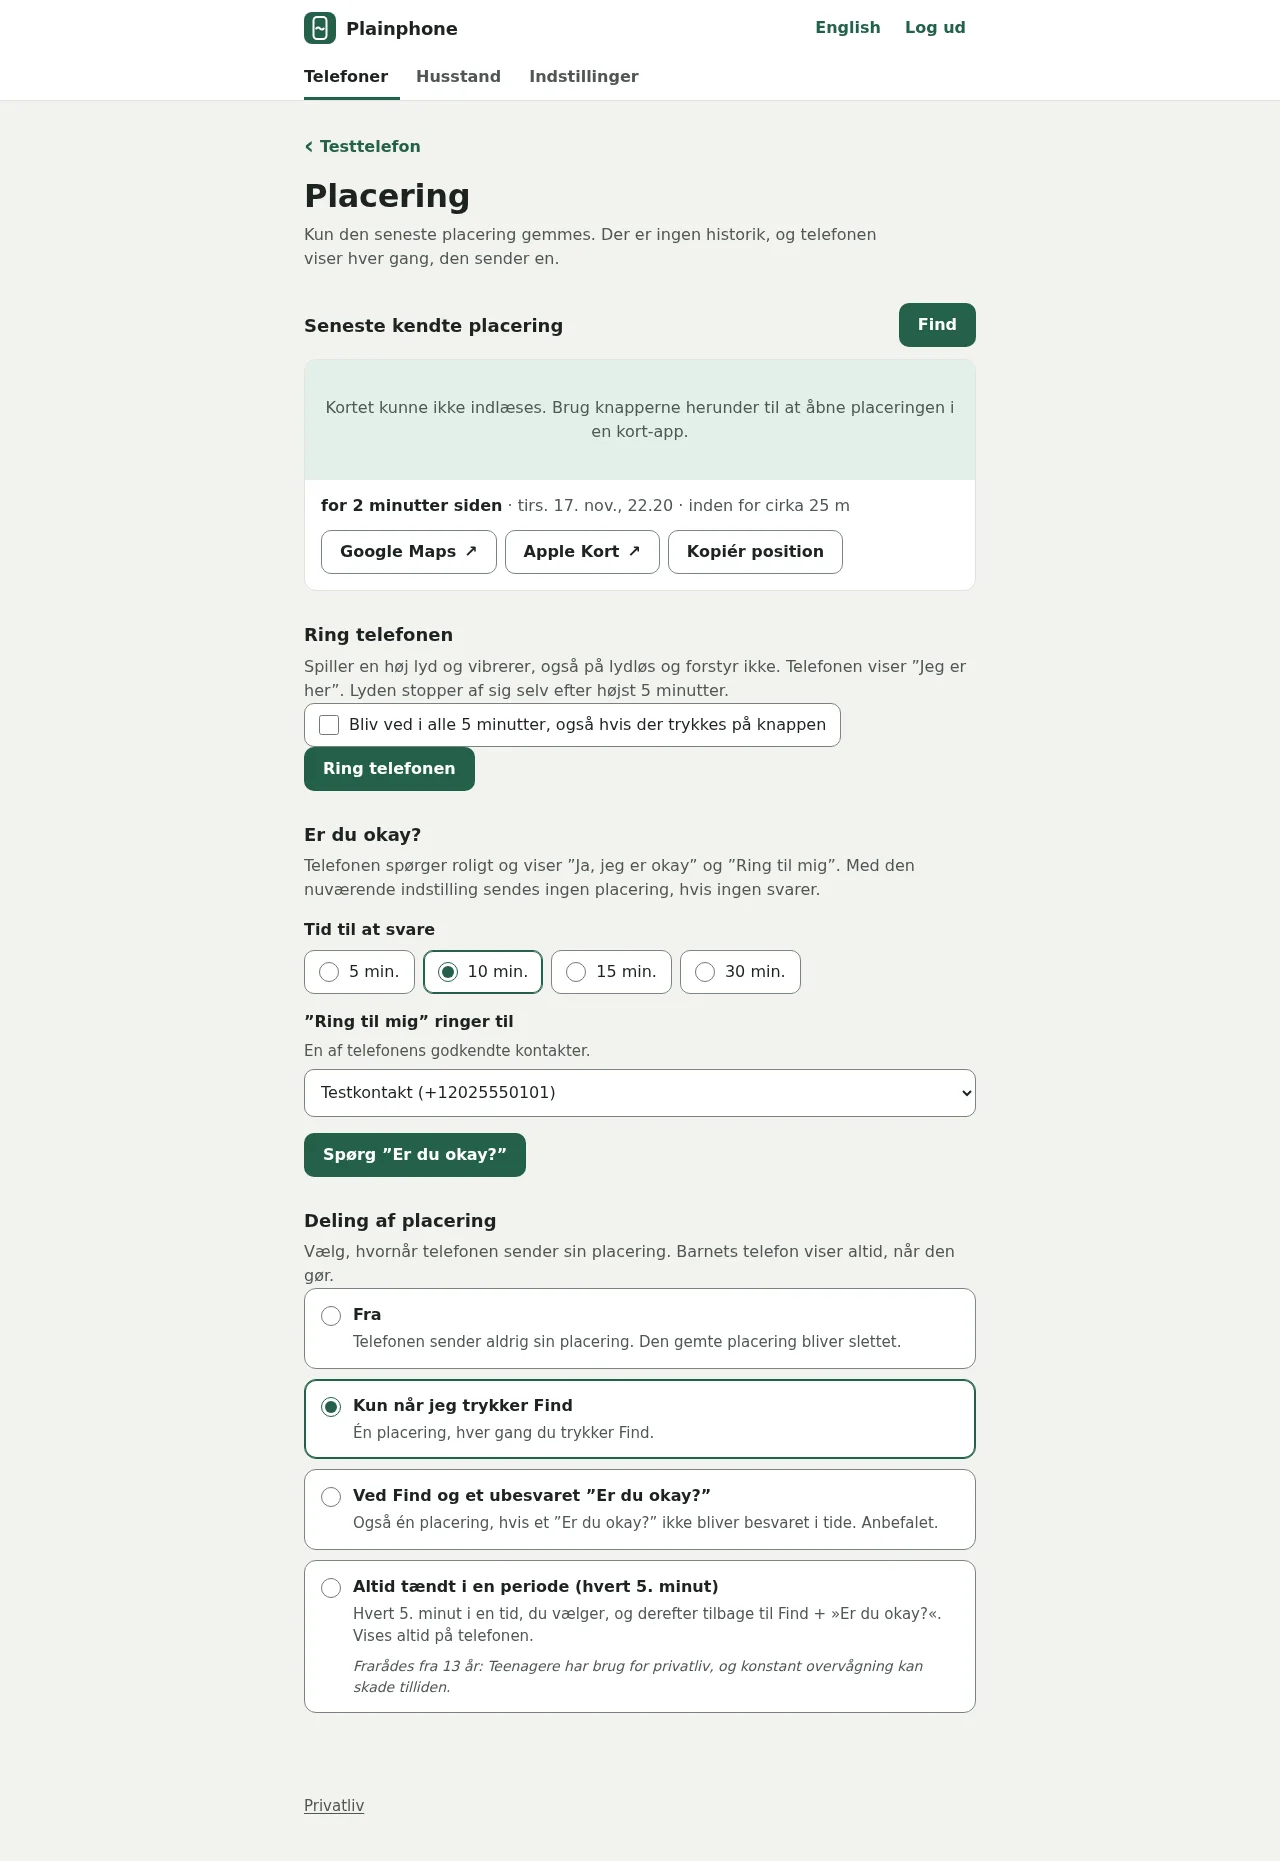 Plainphone
English
Log ud
Telefoner
Husstand
Indstillinger
‹ Testtelefon
Placering
Kun den seneste placering gemmes. Der er ingen historik, og telefonen
viser hver gang, den sender en.
Seneste kendte placering
Find
Kortet kunne ikke indlæses. Brug knapperne herunder til at åbne placeringen i
en kort-app.
for 2 minutter siden · tirs. 17. nov., 22.20 · inden for cirka 25 m
Google Maps ↗
Apple Kort ↗
Kopiér position
Ring telefonen
Spiller en høj lyd og vibrerer, også på lydløs og forstyr ikke. Telefonen viser ”Jeg er
her”. Lyden stopper af sig selv efter højst 5 minutter.
Bliv ved i alle 5 minutter, også hvis der trykkes på knappen
Ring telefonen
Er du okay?
Telefonen spørger roligt og viser ”Ja, jeg er okay” og ”Ring til mig”. Med den
nuværende indstilling sendes ingen placering, hvis ingen svarer.
Tid til at svare
5 min.
10 min.
15 min.
30 min.
”Ring til mig” ringer til
En af telefonens godkendte kontakter.
Testkontakt (+12025550101)
Spørg ”Er du okay?”
Deling af placering
Vælg, hvornår telefonen sender sin placering. Barnets telefon viser altid, når den
gør.
Fra
Telefonen sender aldrig sin placering. Den gemte placering bliver slettet.
Kun når jeg trykker Find
Én placering, hver gang du trykker Find.
Ved Find og et ubesvaret ”Er du okay?”
Også én placering, hvis et ”Er du okay?” ikke bliver besvaret i tide. Anbefalet.
Altid tændt i en periode (hvert 5. minut)
Hvert 5. minut i en tid, du vælger, og derefter tilbage til Find + »Er du okay?«.
Vises altid på telefonen.
Frarådes fra 13 år: Teenagere har brug for privatliv, og konstant overvågning kan
skade tilliden.
Privatliv